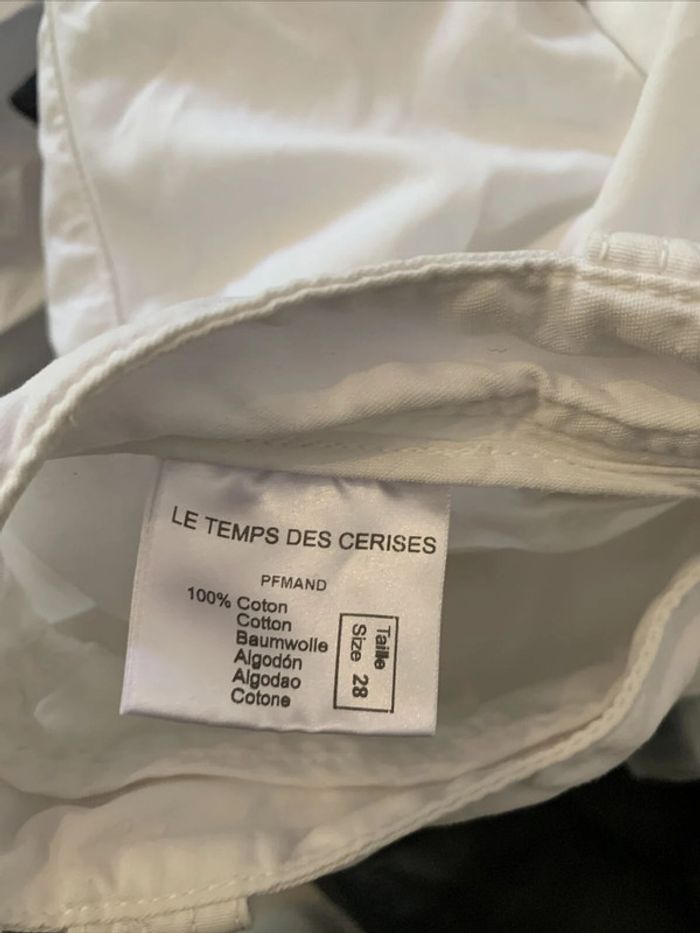 LE TEMPS DES CERISES
PFMAND
100% Coton
Cotton
Baumwolle
Algodón
Algodao
Cotone
Taille
Size 28